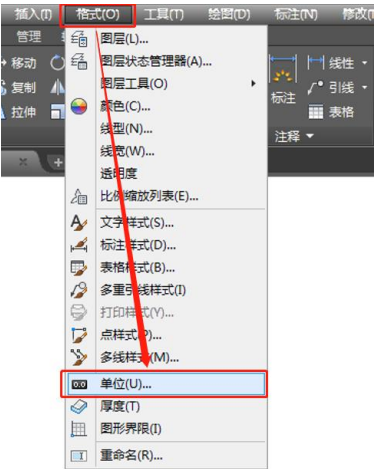 插入(I) 格式(O) 工具(T) 绘图(D) 标注(N) 修改(
管理
移动
复制
拉伸
图层(L)...
图层状态管理器(A)...
图层工具(O)
颜色(C)...
线型(N)...
线宽(W)...
透明度
比例缩放列表(E)...
文字样式(S)...
标注样式(D)...
表格样式(B)...
多重引线样式(I)
打印样式(Y)...
点样式(P)...
多线样式(M)...
0.0 单位(U)...
厚度(T)
图形界限(I)
重命名(R)...
线性
引线
标注
表格
注释